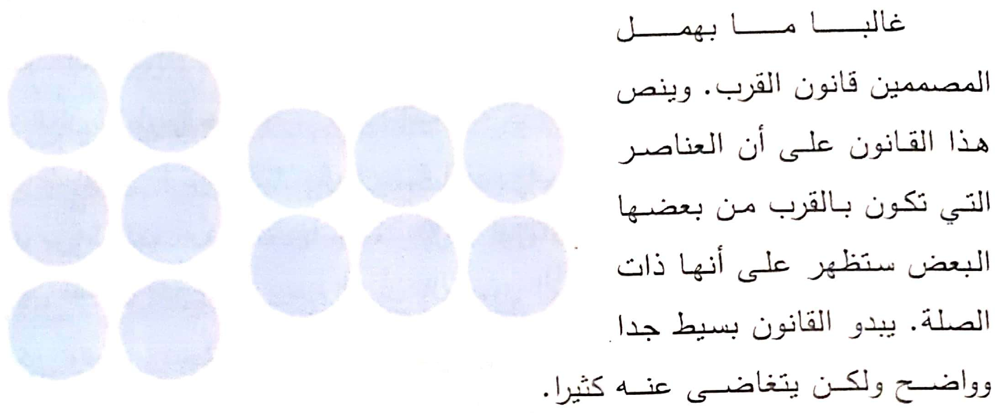 غالبا ما بهمل
المصممين قانون القرب. وينص
هذا القانون على أن العناصر
التي تكون بالقرب من بعضها
البعض ستظهر على أنها ذات
الصلة. يبدو القانون بسيط جدا
وواضح ولكن يتغاضى عنه كثيرا.